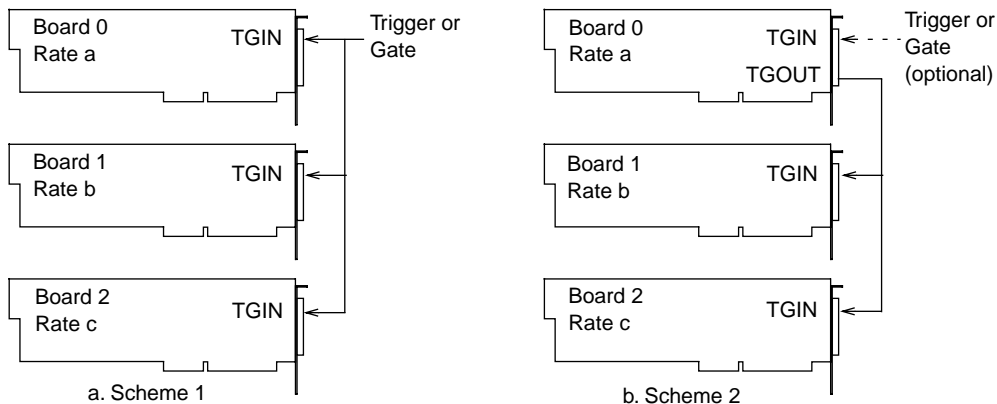 Board 0
Rate a
TGIN
Trigger or
Gate
Board 1
Rate b
TGIN
Board 2
Rate c
TGIN
a. Scheme 1
Board 0
Rate a
TGIN
TGOUT
Trigger or
Gate
(optional)
Board 1
Rate b
TGIN
Board 2
Rate c
TGIN
b. Scheme 2